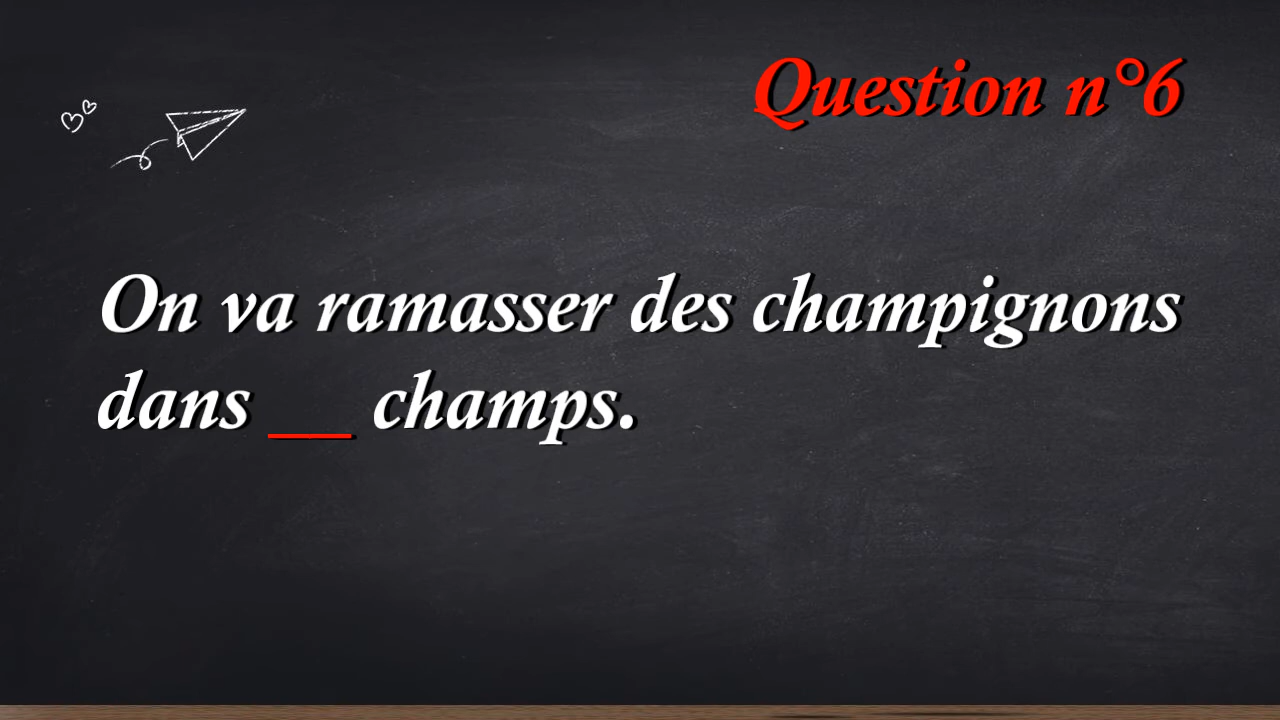 Question n°6
On va ramasser des champignons
dans __ champs.